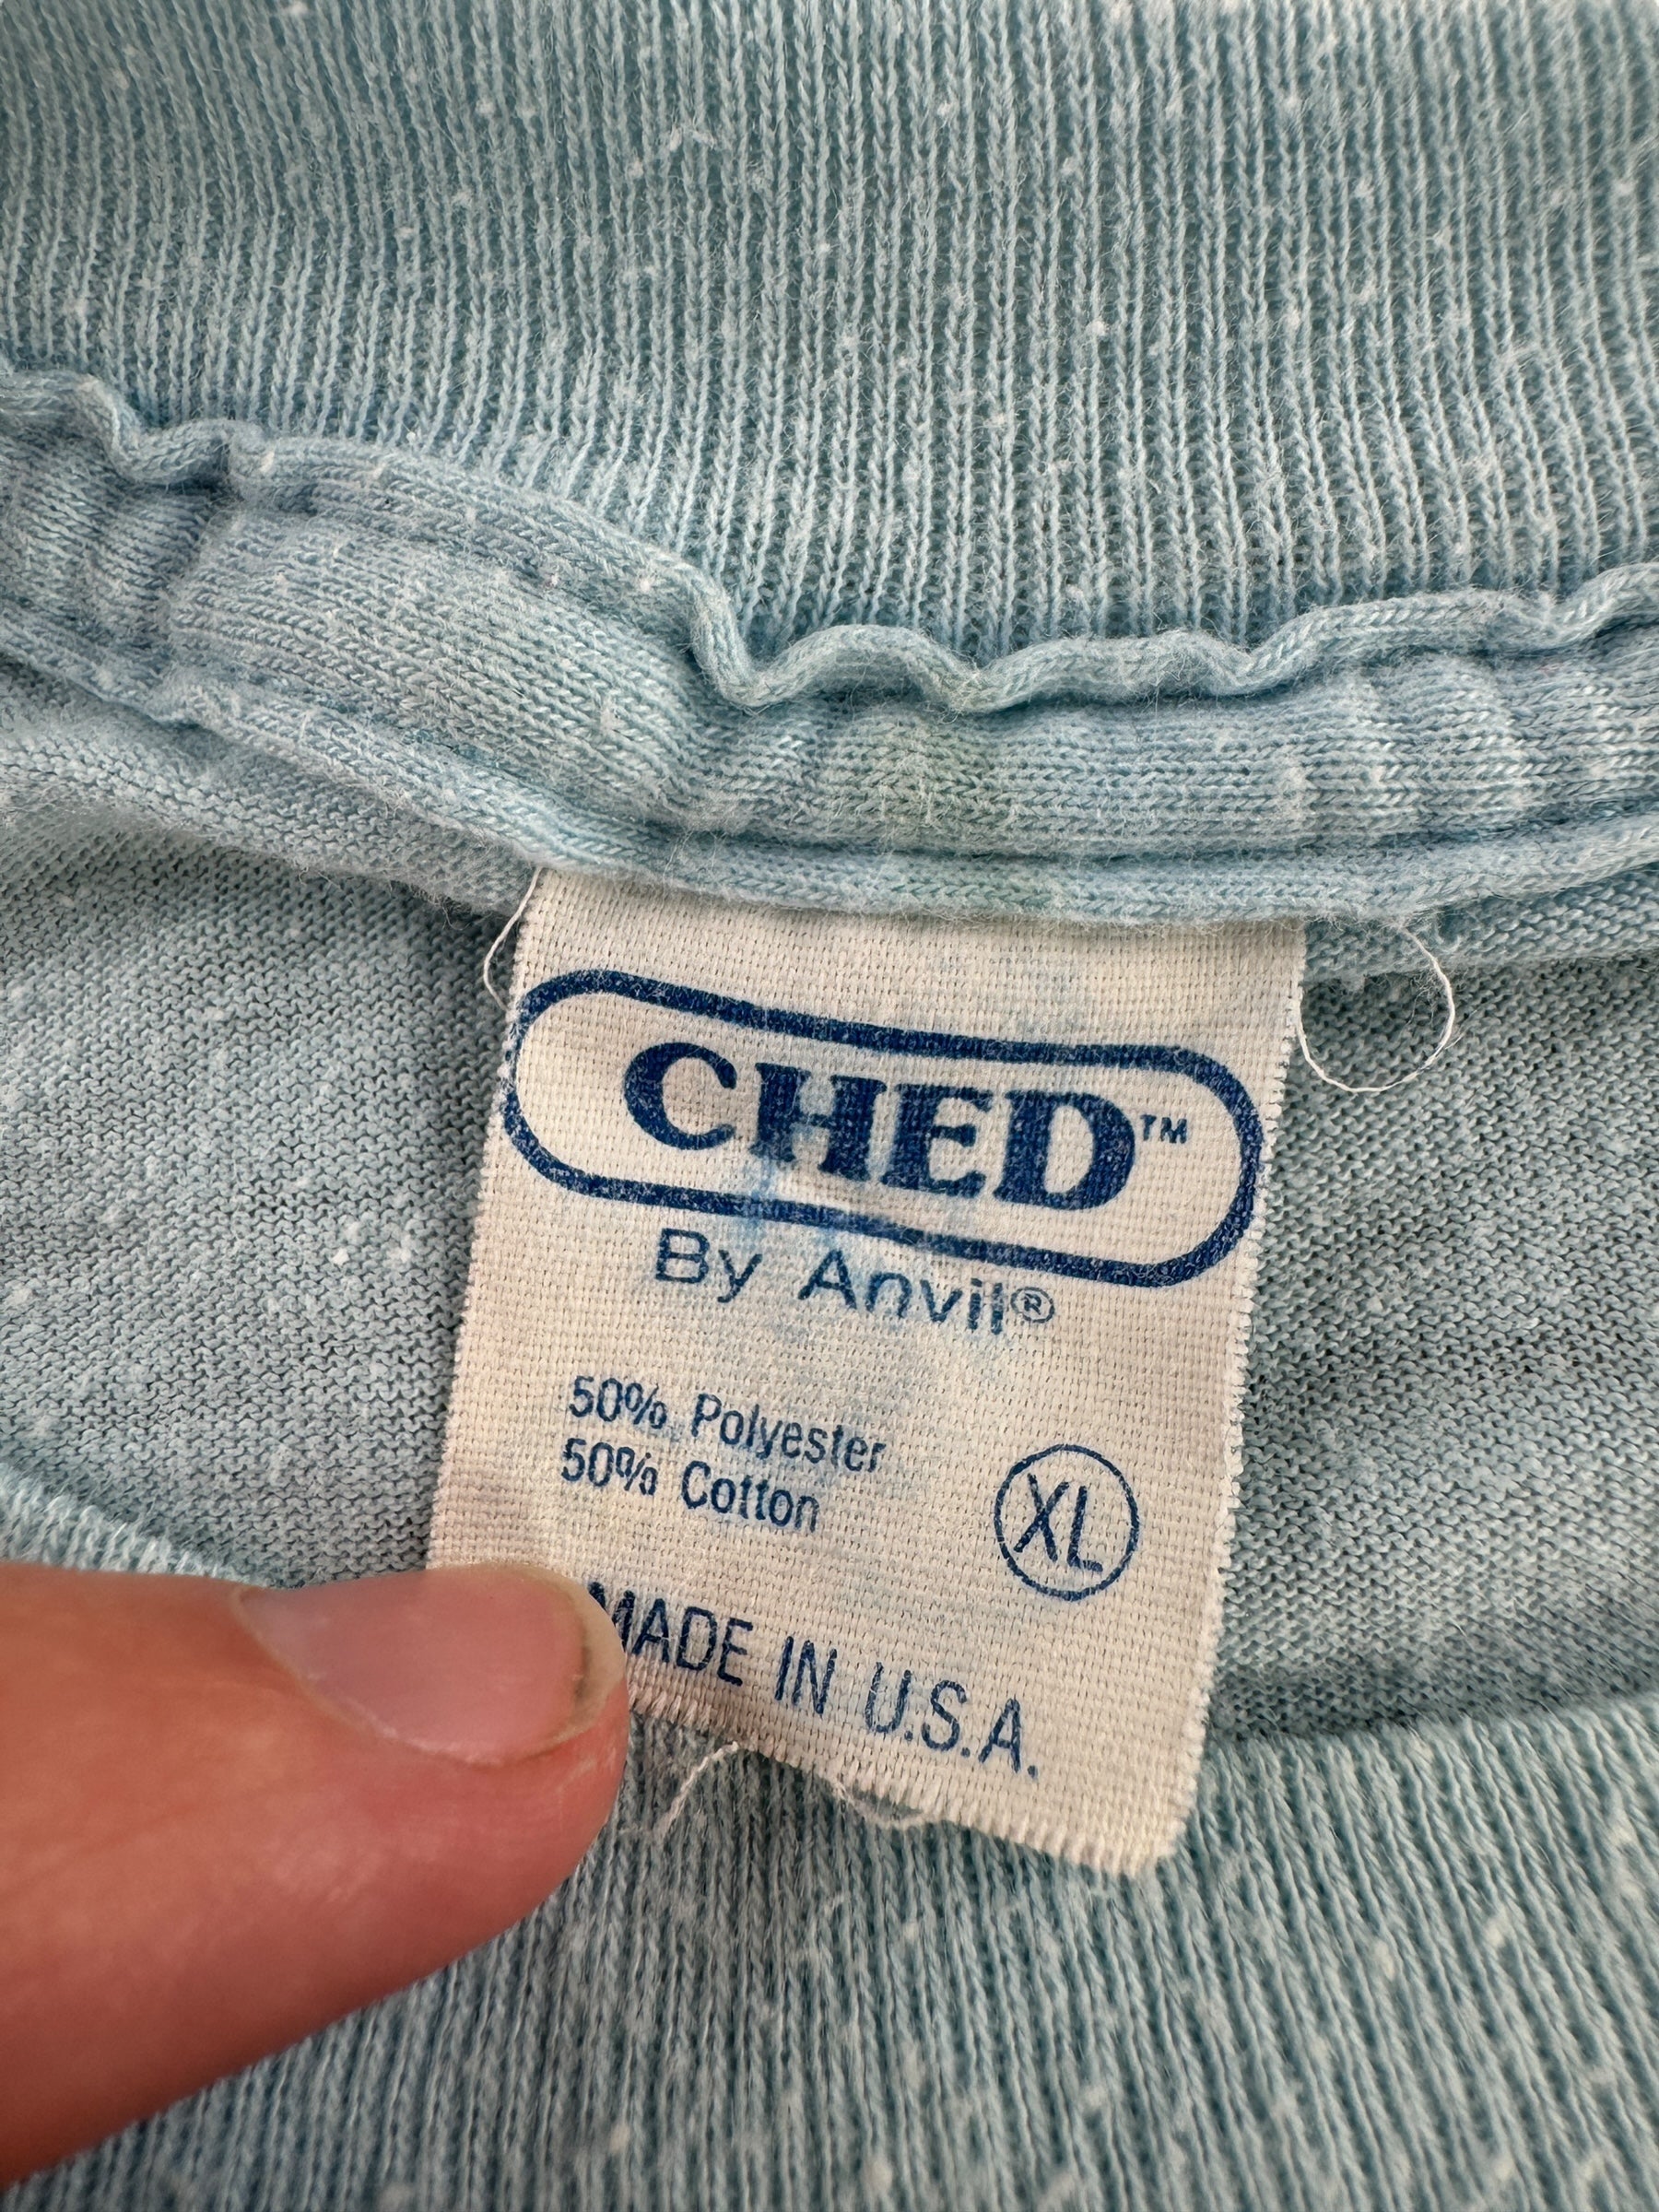 CHED™
By Anvil®
50% Polyester
50% Cotton
XL
MADE IN U.S.A.